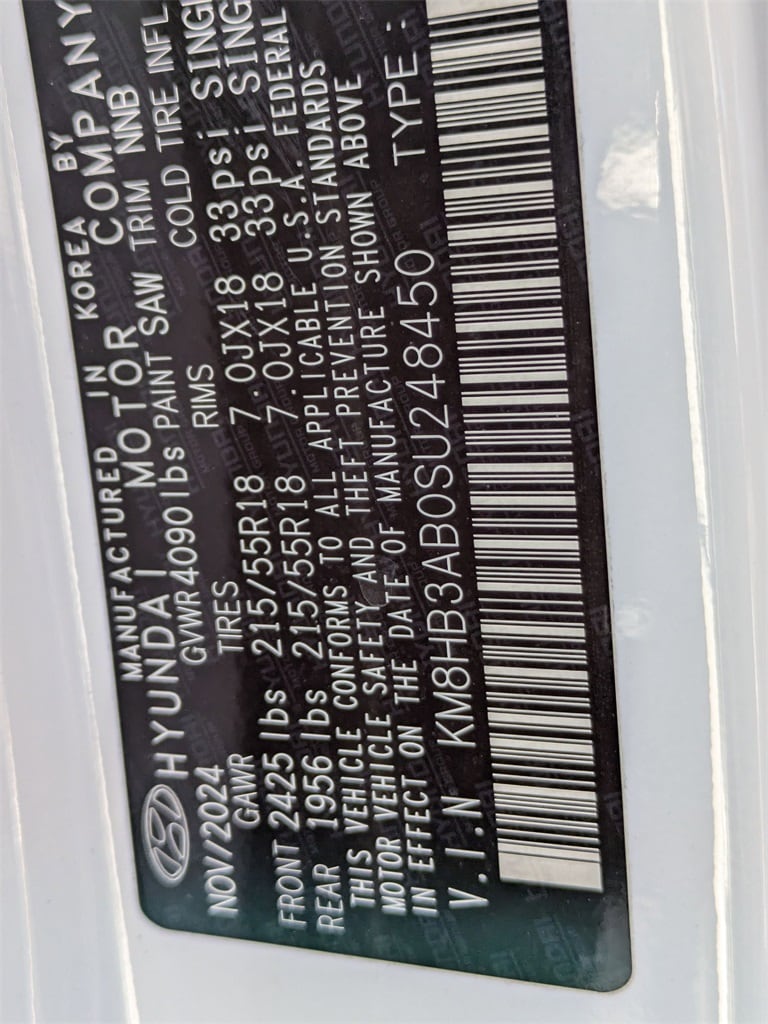 MANUFACTURED IN KOREA BY
HYUNDAI MOTOR COMPANY
NOV/2024 GVWR 4090 lbs PAINT SAW TRIM NNB
GAWR TIRES RIMS COLD TIRE INFL
FRONT 2425 lbs 215/55R18 7.0JX18 33psi
REAR 1956 lbs 215/55R18 7.0JX18 33psi
THIS VEHICLE CONFORMS TO ALL APPLICABLE U.S.A. FEDERAL
MOTOR VEHICLE SAFETY AND THEFT PREVENTION STANDARDS
IN EFFECT ON THE DATE OF MANUFACTURE SHOWN ABOVE
V.I.N KM8HB3AB0SU248450 TYPE: